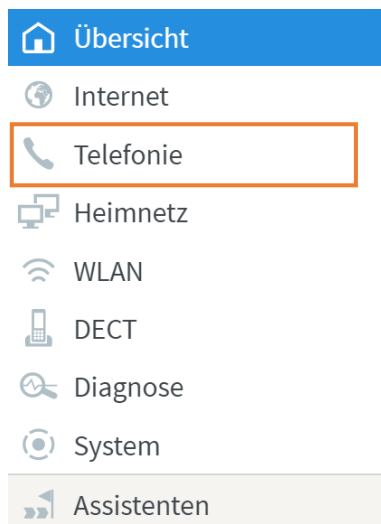 Übersicht
Internet
Telefonie
Heimnetz
WLAN
DECT
Diagnose
System
Assistenten